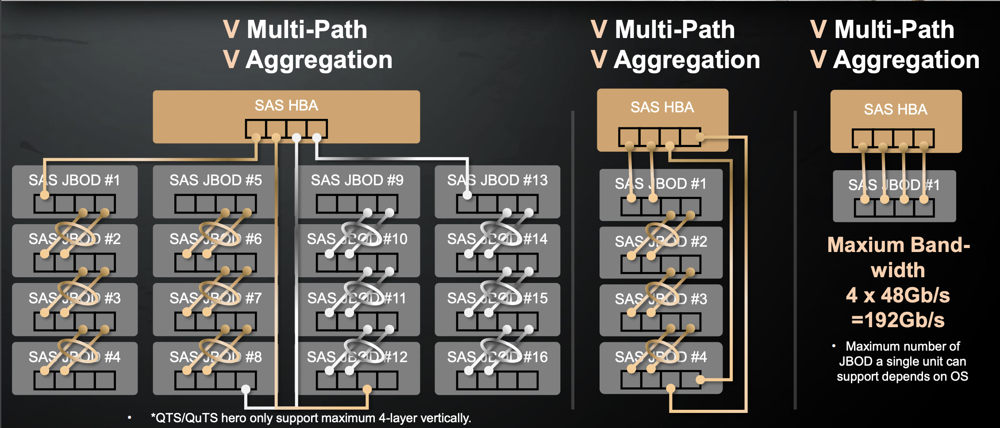 V Multi-Path
V Aggregation
SAS HBA
SAS JBOD #1
SAS JBOD #5
SAS JBOD #9
SAS JBOD #13
SAS JBOD #2
SAS JBOD #6
SAS JBOD #10
SAS JBOD #14
SAS JBOD #3
SAS JBOD #7
SAS JBOD #11
SAS JBOD #15
SAS JBOD #4
SAS JBOD #8
SAS JBOD #12
SAS JBOD #16
• *QTS/QuTS hero only support maximum 4-layer vertically.
V Multi-Path
V Aggregation
SAS HBA
SAS JBOD #1
SAS JBOD #2
SAS JBOD #3
SAS JBOD #4
V Multi-Path
V Aggregation
SAS HBA
SAS JBOD #1
Maxium Band-
width
4 x 48Gb/s
=192Gb/s
• Maximum number of
JBOD a single unit can
support depends on OS